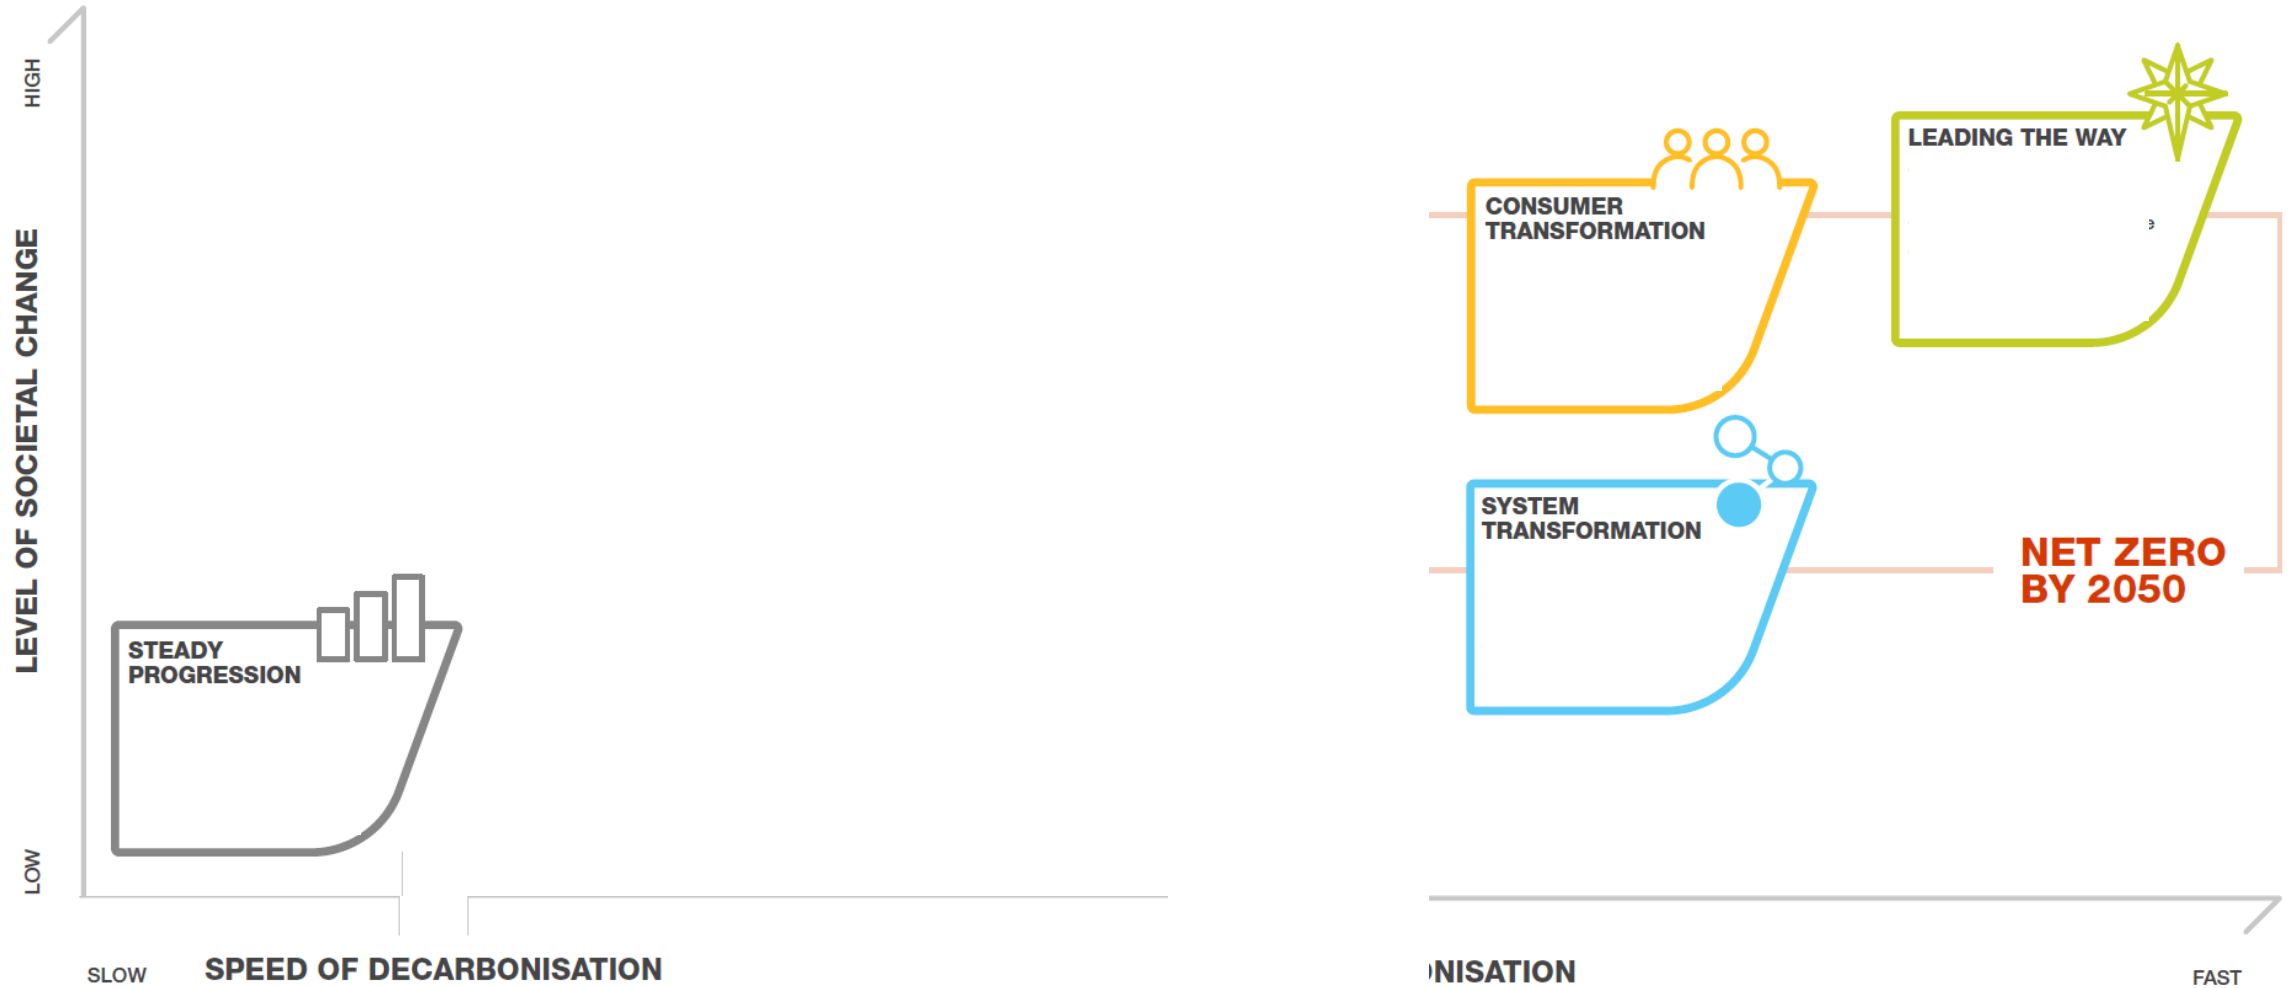 HIGH
LEVEL OF SOCIETAL CHANGE
LOW
LEADING THE WAY
e
CONSUMER
TRANSFORMATION
SYSTEM
TRANSFORMATION
NET ZERO
BY 2050
STEADY
PROGRESSION
SLOW
SPEED OF DECARBONISATION
ONISATION
FAST